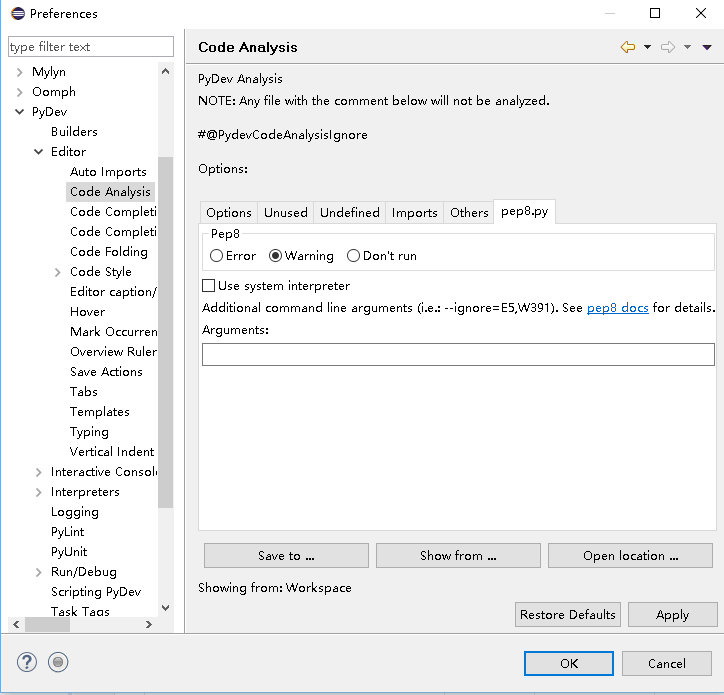 Preferences
type filter text
Mylyn
Oomph
PyDev
Builders
Editor
Auto Imports
Code Analysis
Code Completi
Code Completi
Code Folding
Code Style
Editor caption/
Hover
Mark Occurren
Overview Ruler
Save Actions
Tabs
Templates
Typing
Vertical Indent
Interactive Consol
Interpreters
Logging
PyLint
PyUnit
Run/Debug
Scripting PyDev
Task Tags
Code Analysis
PyDev Analysis
NOTE: Any file with the comment below will not be analyzed.
#@PydevCodeAnalysisIgnore
Options:
Options Unused Undefined Imports Others pep8.py
Pep8
Error Warning Don't run
Use system interpreter
Additional command line arguments (i.e.: --ignore=E5,W391). See pep8 docs for details.
Arguments:
Save to ... Show from ... Open location ...
Showing from: Workspace
Restore Defaults Apply
? OK Cancel